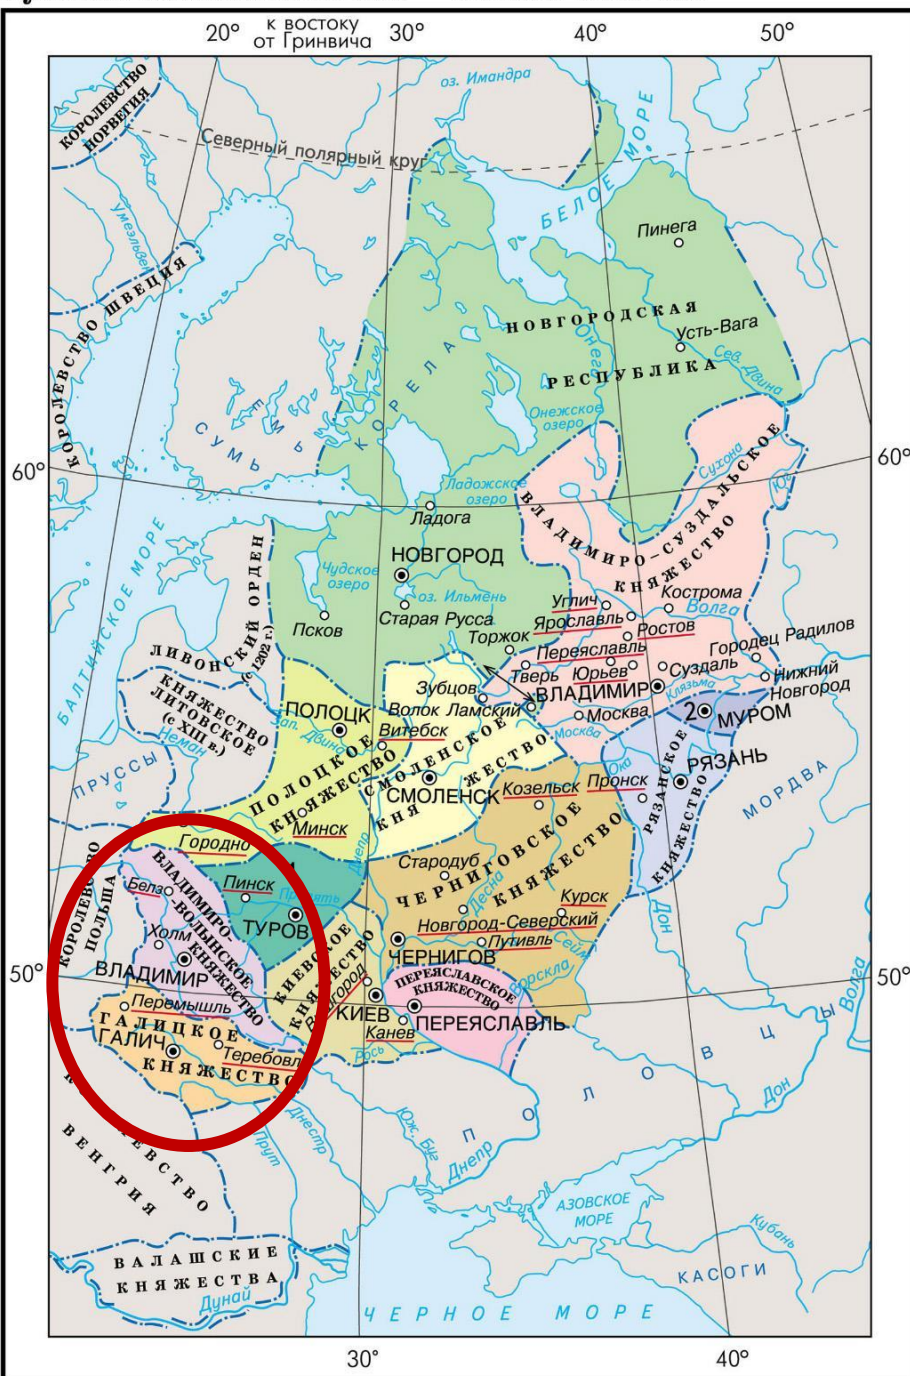 20°
к востоку
от Гринвича
30°
40°
50°
оз. Имандра
КОРОЛЕВСТВО
НОРВЕГИЯ
Северный полярный круг
БЕЛОЕ МОРЕ
Умеэльвен
Пинега
КОРОЛЕВСТВО ШВЕЦИЯ
НОВГОРОДСКАЯ
РЕСПУБЛИКА
Онега
Усть-Вага
Сев. Двина
КОРЕЛА
ЕМЬ
СУМЬ
Онежское
озеро
60°
60°
Ладожское
озеро
Сухона
Юг
ВЛАДИМИРО-СУЗДАЛЬСКОЕ
КНЯЖЕСТВО
Ладога
БАЛТИЙСКОЕ МОРЕ
НОВГОРОД
Чудское
озеро
оз. Ильмень
Старая Русса
Псков
Торжок
Углич
Кострома
Волга
Ярославль
Ростов
Переяславль
Городец Радилов
ЛИВОНСКИЙ ОРДЕН
(с 1202 г.)
Тверь
Юрьев
Суздаль
Нижний
Новгород
Зубцов
ВЛАДИМИР
Клязьма
Волок Ламский
Москва
Москва
2
МУРОМ
КНЯЖЕСТВО
ЛИТОВСКОЕ
(с XIII в.)
Неман
ПОЛОЦК
Зап. Двина
Витебск
ПОЛОЦКОЕ
КНЯЖЕСТВО
СМОЛЕНСКОЕ
КНЯЖЕСТВО
СМОЛЕНСК
Ока
РЯЗАНЬ
РЯЗАНСКОЕ
КНЯЖЕСТВО
Пронск
Козельск
ПРУССЫ
МОРДВА
Минск
Городно
Днепр
Стародуб
ЧЕРНИГОВСКОЕ
КНЯЖЕСТВО
Десна
Курск
Новгород-Северский
Путивль
Сейм
Дон
ЧЕРНИГОВ
Ворскла
КОРОЛЕВСТВО
ПОЛЬША
ВЛАДИМИРО-
-ВОЛЫНСКОЕ
КНЯЖЕСТВО
Белз
Пинск
Припять
ТУРОВ
Холм
ВЛАДИМИР
50°
50°
КИЕВСКОЕ
КНЯЖЕСТВО
КИЕВ
Канев
Рось
ПЕРЕЯСЛАВСКОЕ
КНЯЖЕСТВО
ПЕРЕЯСЛАВЛЬ
Перемышль
ГАЛИЦКОЕ
КНЯЖЕСТВО
ГАЛИЧ
Теребовл
Волга
ПОЛОВЦЫ
Дон
Днестр
Прут
Юж. Буг
Днепр
ВЕНГРИЯ
АЗОВСКОЕ
МОРЕ
Кубань
КАСОГИ
ВАЛАШСКИЕ
КНЯЖЕСТВА
Дунай
ЧЕРНОЕ МОРЕ
30°
40°